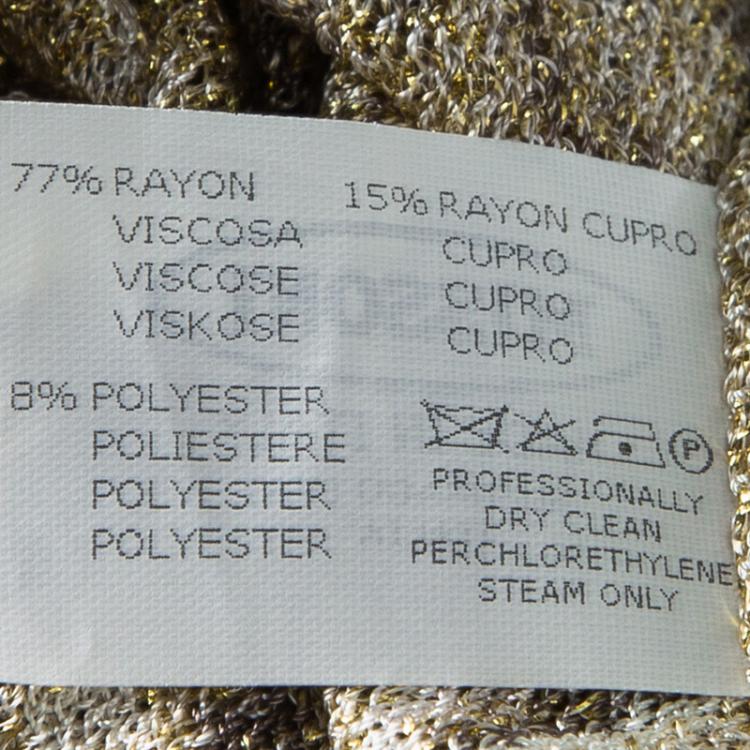 77% RAYON
VISCOSA
VISCOSE
VISKOSE
15% RAYON CUPRO
CUPRO
CUPRO
CUPRO
8% POLYESTER
POLIESTERE
POLYESTER
POLYESTER
P
PROFESSIONALLY
DRY CLEAN
PERCHLORETHYLENE
STEAM ONLY